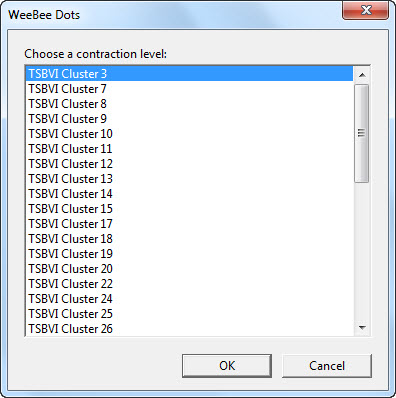 WeeBee Dots
Choose a contraction level:
TSBVI Cluster 3
TSBVI Cluster 7
TSBVI Cluster 8
TSBVI Cluster 9
TSBVI Cluster 10
TSBVI Cluster 11
TSBVI Cluster 12
TSBVI Cluster 13
TSBVI Cluster 14
TSBVI Cluster 15
TSBVI Cluster 17
TSBVI Cluster 18
TSBVI Cluster 19
TSBVI Cluster 20
TSBVI Cluster 22
TSBVI Cluster 24
TSBVI Cluster 25
TSBVI Cluster 26
OK
Cancel